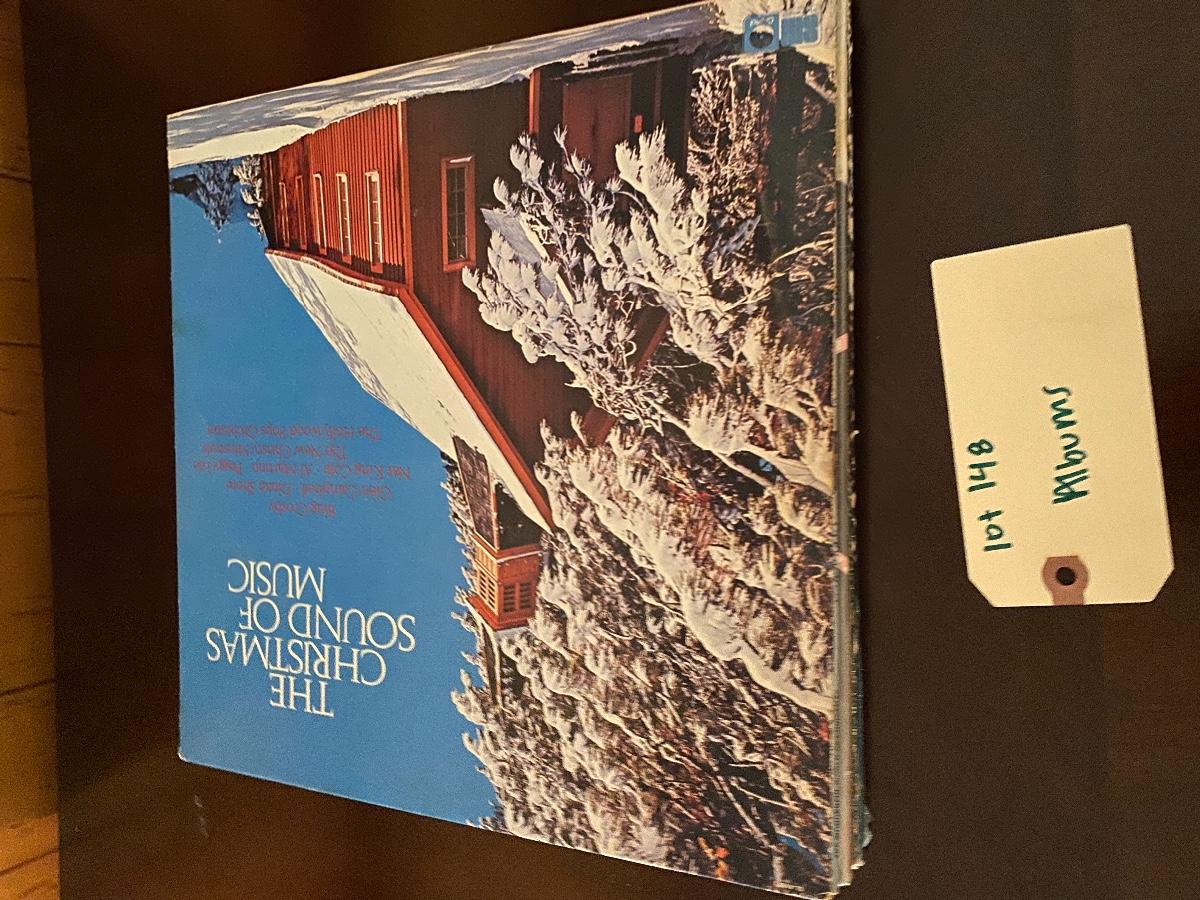 THE
CHRISTMAS
SOUND OF
MUSIC
Bing Crosby
Glen Campbell · Dinah Shore
Nat King Cole · Al Martino · Peggy Lee
The New Christy Minstrels
The Hollywood Pops Orchestra
lot 148
Albums